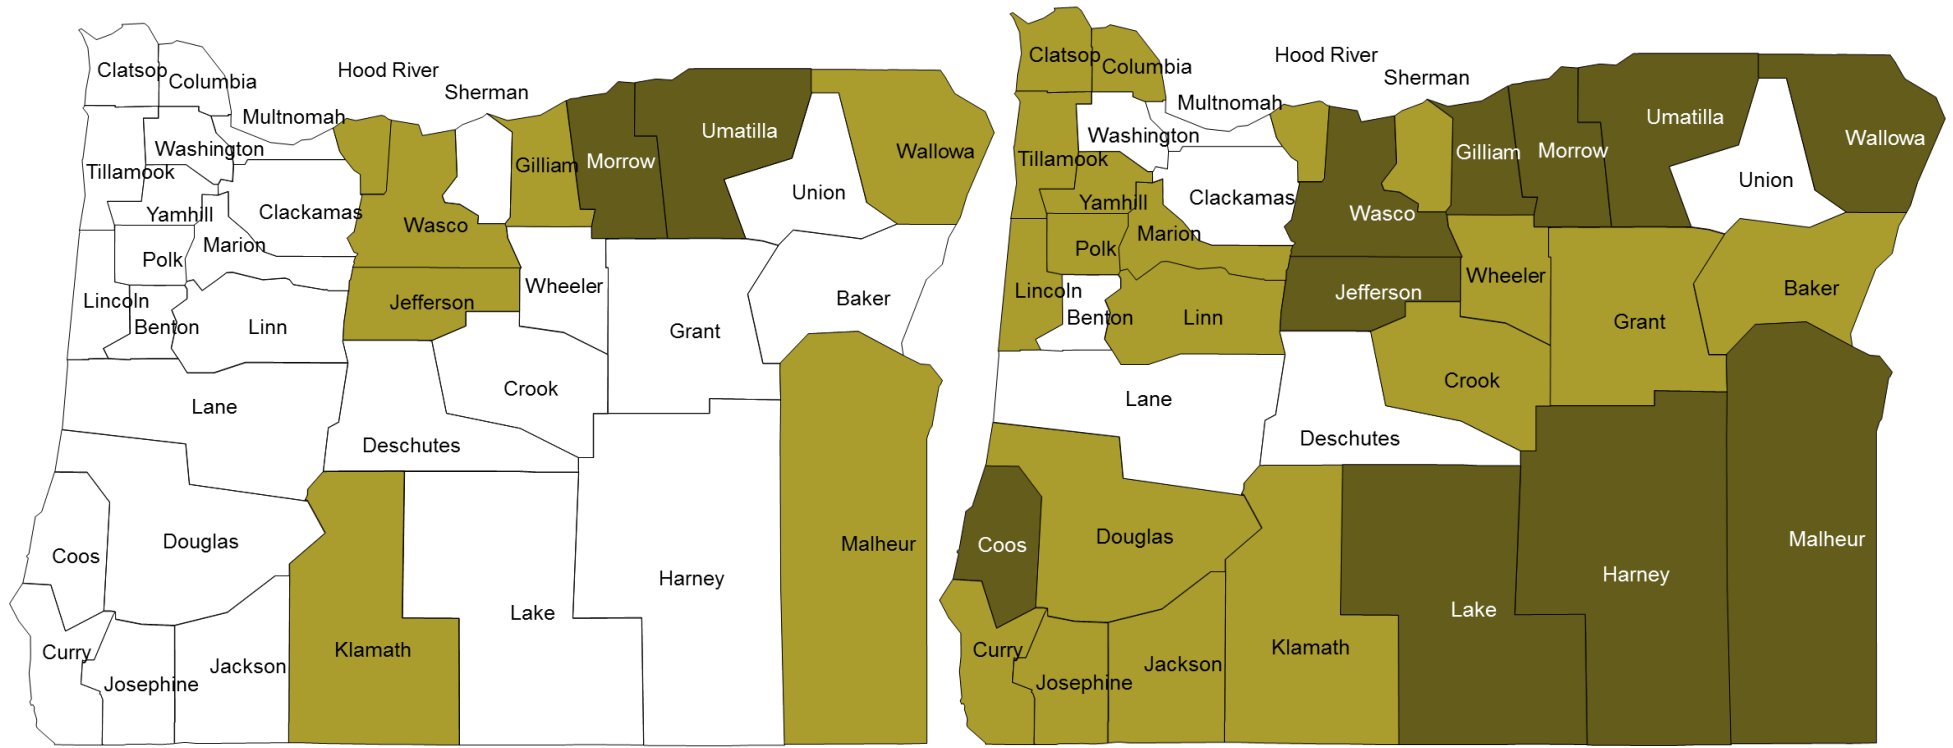 Clatsop
Columbia
Hood River
Sherman
Multnomah
Washington
Tillamook
Yamhill
Clackamas
Polk
Marion
Wasco
Gilliam
Morrow
Umatilla
Wallowa
Union
Lincoln
Benton
Linn
Jefferson
Wheeler
Baker
Grant
Crook
Lane
Deschutes
Coos
Douglas
Harney
Malheur
Lake
Klamath
Curry
Jackson
Josephine
Clatsop
Columbia
Hood River
Sherman
Multnomah
Washington
Tillamook
Yamhill
Clackamas
Polk
Marion
Wasco
Gilliam
Morrow
Umatilla
Wallowa
Union
Lincoln
Benton
Linn
Jefferson
Wheeler
Baker
Grant
Crook
Lane
Deschutes
Coos
Douglas
Harney
Malheur
Lake
Klamath
Curry
Jackson
Josephine